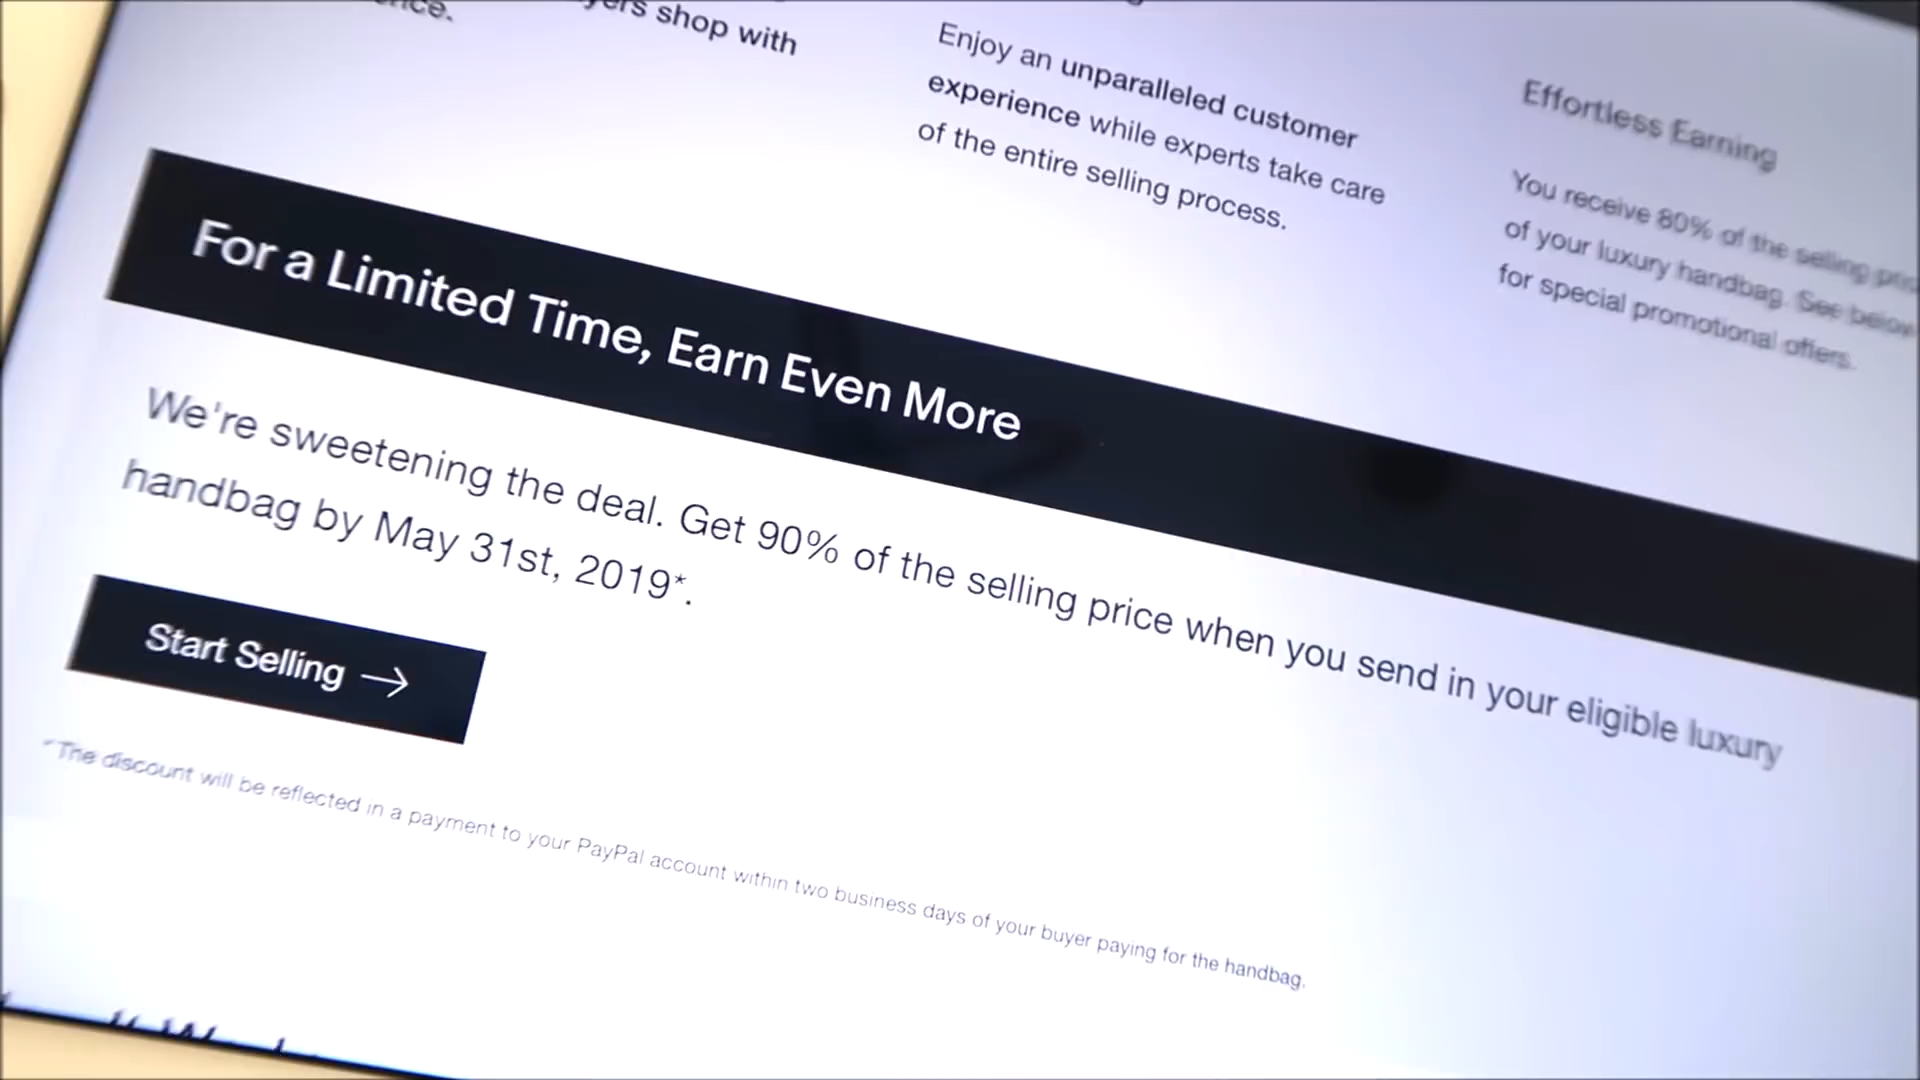 shop with
Enjoy an unparalleled customer
experience while experts take care
of the entire selling process.
Effortless Earning
You receive 80% of the selling
of your luxury handbag. See below
for special promotional offers.
For a Limited Time, Earn Even More
We're sweetening the deal. Get 90% of the selling price when you send in your eligible luxury
handbag by May 31st, 2019*.
Start Selling →
*The discount will be reflected in a payment to your PayPal account within two business days of your buyer paying for the handbag.